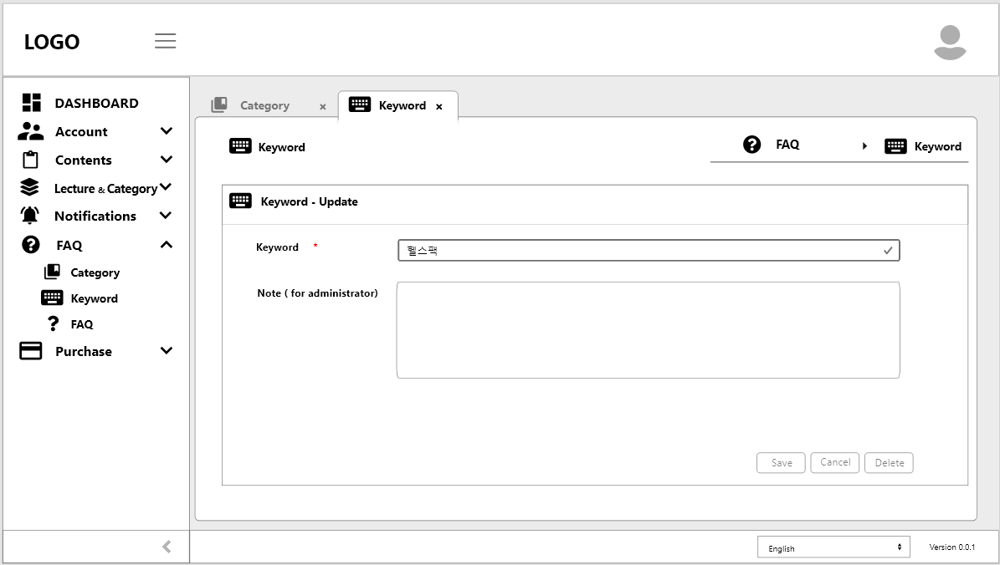 LOGO
DASHBOARD
Account
Contents
Lecture & Category
Notifications
FAQ
Category
Keyword
FAQ
Purchase
Category x
Keyword x
Keyword
FAQ
Keyword
Keyword - Update
Keyword *
헬스팩
Note ( for administrator)
Save
Cancel
Delete
English
Version 0.0.1